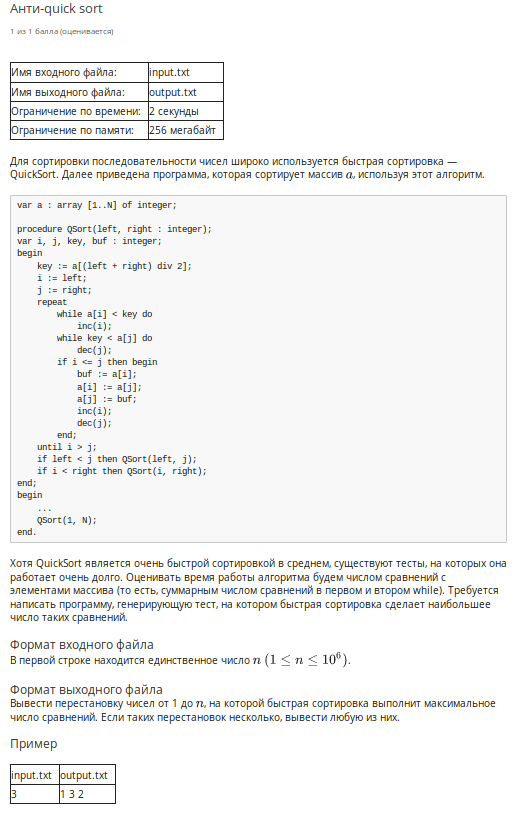 Анти-quick sort
1 из 1 балла (оценивается)
Имя входного файла: input.txt
Имя выходного файла: output.txt
Ограничение по времени: 2 секунды
Ограничение по памяти: 256 мегабайт
Для сортировки последовательности чисел широко используется быстрая сортировка —
QuickSort. Далее приведена программа, которая сортирует массив a, используя этот алгоритм.
var a : array [1..N] of integer;
procedure QSort(left, right : integer);
var i, j, key, buf : integer;
begin
    key := a[(left + right) div 2];
    i := left;
    j := right;
    repeat
        while a[i] < key do
            inc(i);
        while key < a[j] do
            dec(j);
        if i <= j then begin
            buf := a[i];
            a[i] := a[j];
            a[j] := buf;
            inc(i);
            dec(j);
        end;
    until i > j;
    if left < j then QSort(left, j);
    if i < right then QSort(i, right);
end;
begin
    ...
    QSort(1, N);
end.
Хотя QuickSort является очень быстрой сортировкой в среднем, существуют тесты, на которых она
работает очень долго. Оценивать время работы алгоритма будем числом сравнений с
элементами массива (то есть, суммарным числом сравнений в первом и втором while). Требуется
написать программу, генерирующую тест, на котором быстрая сортировка сделает наибольшее
число таких сравнений.
Формат входного файла
В первой строке находится единственное число n (1 ≤ n ≤ 10⁶).
Формат выходного файла
Вывести перестановку чисел от 1 до n, на которой быстрая сортировка выполнит максимальное
число сравнений. Если таких перестановок несколько, вывести любую из них.
Пример
input.txt output.txt
3 1 3 2